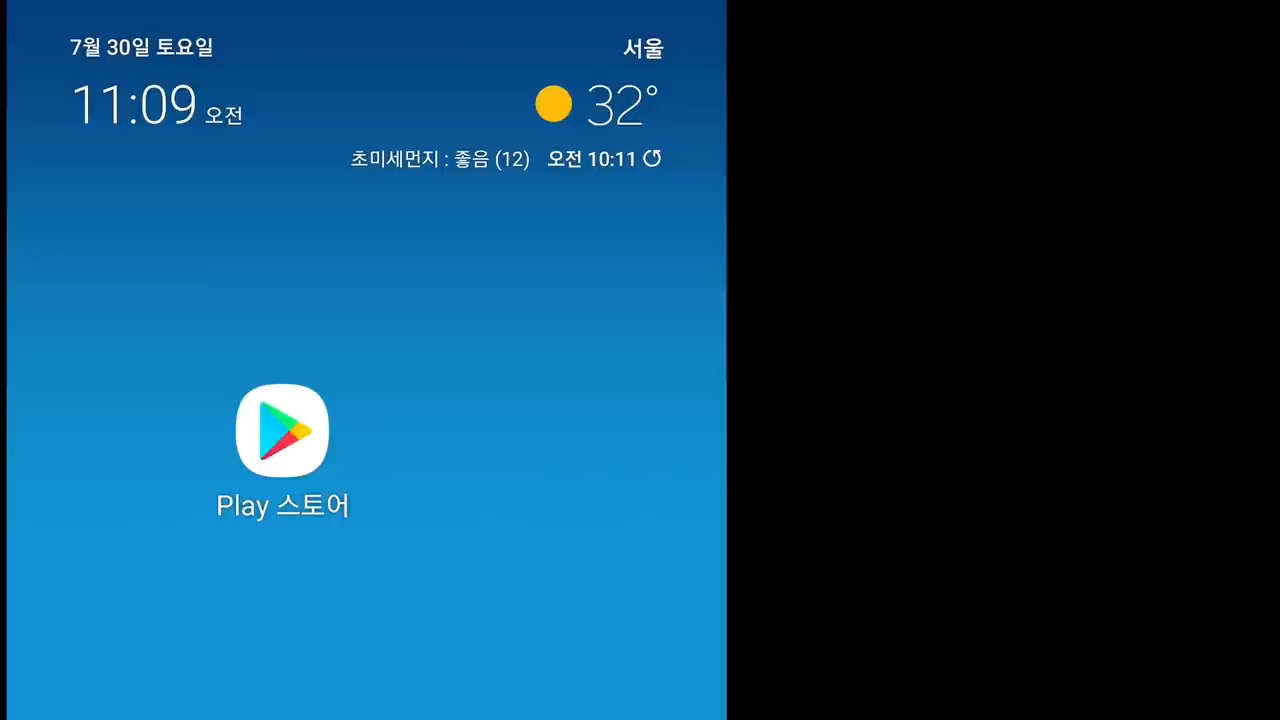 7월 30일 토요일
서울
11:09 오전
32°
초미세먼지 : 좋음 (12) 오전 10:11
Play 스토어